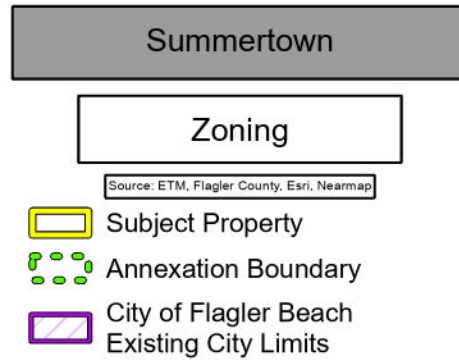 Summertown
Zoning
Source: ETM, Flagler County, Esri, Nearmap
Subject Property
Annexation Boundary
City of Flagler Beach
Existing City Limits